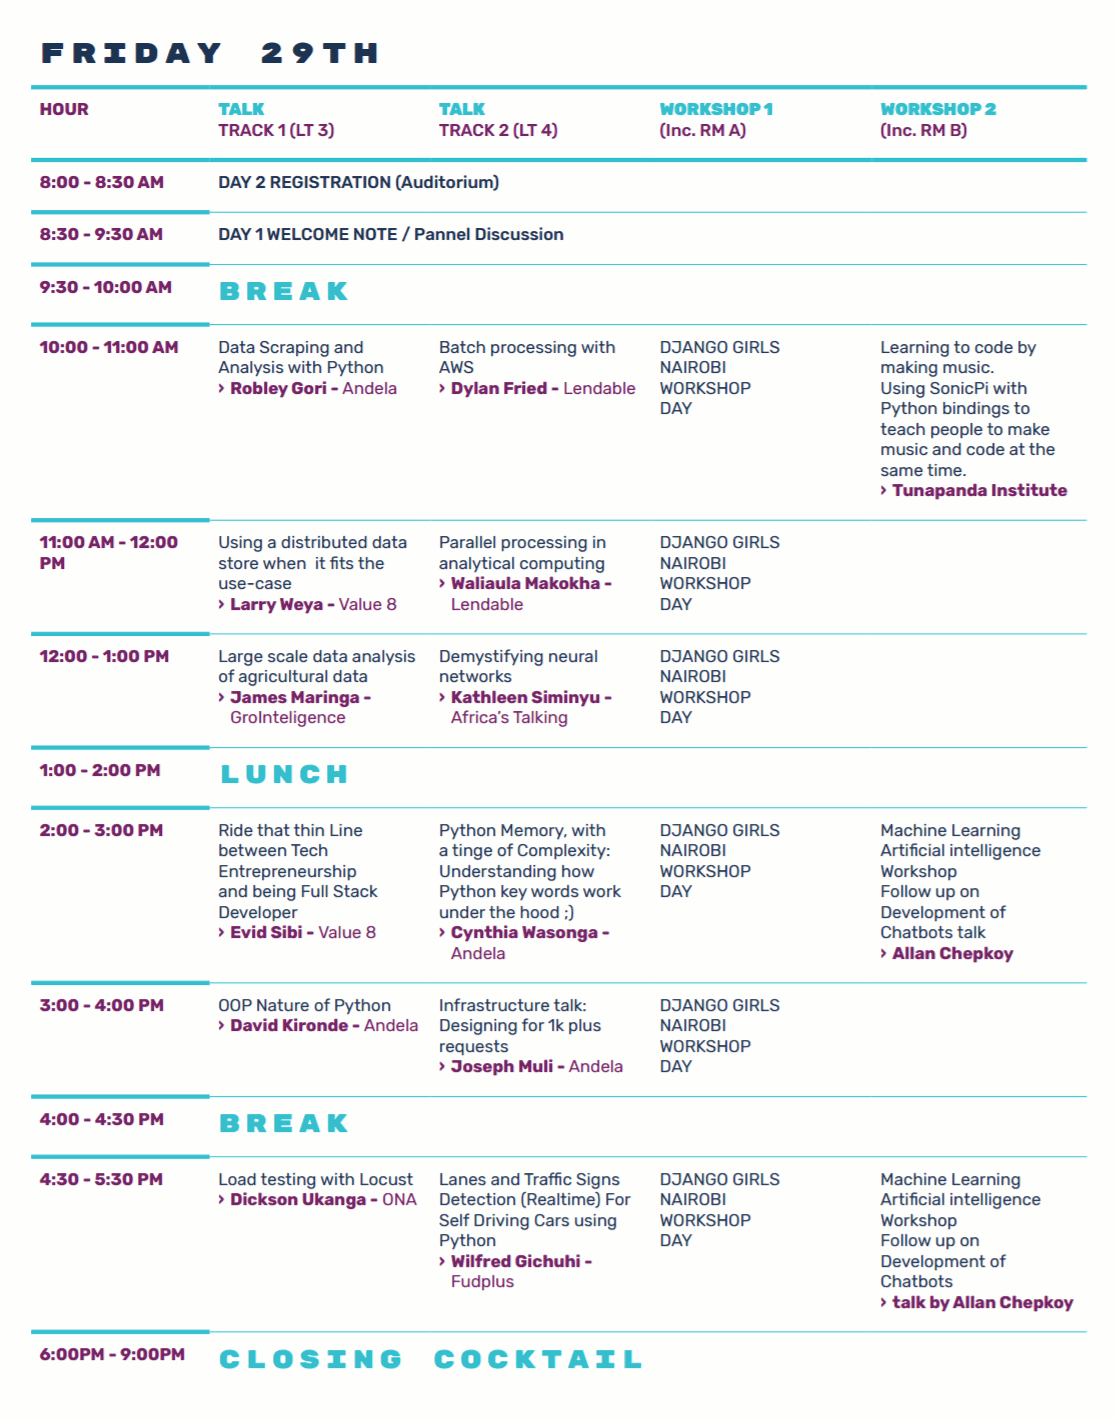 FRIDAY 29TH
HOUR
TALK
TRACK 1 (LT 3)
TALK
TRACK 2 (LT 4)
WORKSHOP 1
(Inc. RM A)
WORKSHOP 2
(Inc. RM B)
8:00 - 8:30 AM
DAY 2 REGISTRATION (Auditorium)
8:30 - 9:30 AM
DAY 1 WELCOME NOTE / Pannel Discussion
9:30 - 10:00 AM
BREAK
10:00 - 11:00 AM
Data Scraping and
Analysis with Python
› Robley Gori - Andela
Batch processing with
AWS
› Dylan Fried - Lendable
DJANGO GIRLS
NAIROBI
WORKSHOP
DAY
Learning to code by
making music.
Using SonicPi with
Python bindings to
teach people to make
music and code at the
same time.
› Tunapanda Institute
11:00 AM - 12:00
PM
Using a distributed data
store when  it fits the
use-case
› Larry Weya - Value 8
Parallel processing in
analytical computing
› Waliaula Makokha -
Lendable
DJANGO GIRLS
NAIROBI
WORKSHOP
DAY
12:00 - 1:00 PM
Large scale data analysis
of agricultural data
› James Maringa -
GroInteligence
Demystifying neural
networks
› Kathleen Siminyu -
Africa's Talking
DJANGO GIRLS
NAIROBI
WORKSHOP
DAY
1:00 - 2:00 PM
LUNCH
2:00 - 3:00 PM
Ride that thin Line
between Tech
Entrepreneurship
and being Full Stack
Developer
› Evid Sibi - Value 8
Python Memory, with
a tinge of Complexity:
Understanding how
Python key words work
under the hood ;)
› Cynthia Wasonga -
Andela
DJANGO GIRLS
NAIROBI
WORKSHOP
DAY
Machine Learning
Artificial intelligence
Workshop
Follow up on
Development of
Chatbots talk
› Allan Chepkoy
3:00 - 4:00 PM
OOP Nature of Python
› David Kironde - Andela
Infrastructure talk:
Designing for 1k plus
requests
› Joseph Muli - Andela
DJANGO GIRLS
NAIROBI
WORKSHOP
DAY
4:00 - 4:30 PM
BREAK
4:30 - 5:30 PM
Load testing with Locust
› Dickson Ukanga - ONA
Lanes and Traffic Signs
Detection (Realtime) For
Self Driving Cars using
Python
› Wilfred Gichuhi -
Fudplus
DJANGO GIRLS
NAIROBI
WORKSHOP
DAY
Machine Learning
Artificial intelligence
Workshop
Follow up on
Development of
Chatbots
› talk by Allan Chepkoy
6:00PM - 9:00PM
CLOSING COCKTAIL